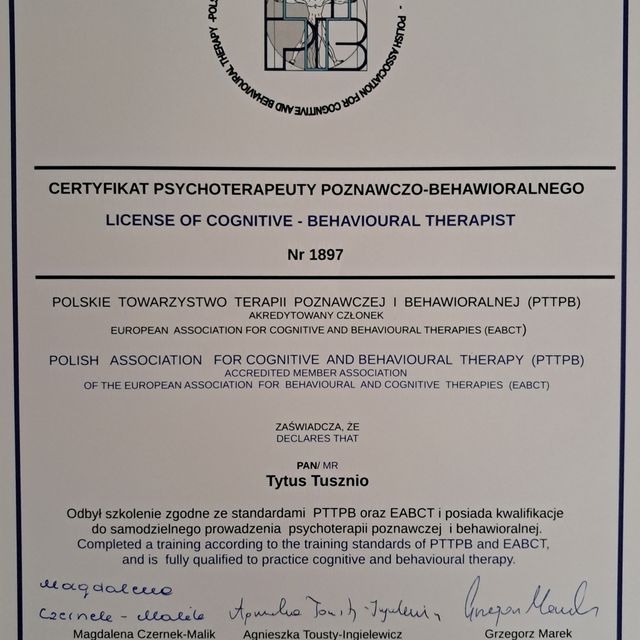 POLISH ASSOCIATION FOR COGNITIVE AND BEHAVIOURAL THERAPY
CERTYFIKAT PSYCHOTERAPEUTY POZNAWCZO-BEHAWIORALNEGO
LICENSE OF COGNITIVE - BEHAVIOURAL THERAPIST
Nr 1897
POLSKIE TOWARZYSTWO TERAPII POZNAWCZEJ I BEHAWIORALNEJ (PTTPB)
AKREDYTOWANY CZŁONEK
EUROPEAN ASSOCIATION FOR COGNITIVE AND BEHAVIOURAL THERAPIES (EABCT)
POLISH ASSOCIATION FOR COGNITIVE AND BEHAVIOURAL THERAPY (PTTPB)
ACCREDITED MEMBER ASSOCIATION
OF THE EUROPEAN ASSOCIATION FOR BEHAVIOURAL AND COGNITIVE THERAPIES (EABCT)
ZAŚWIADCZA, ŻE
DECLARES THAT
PAN/ MR
Tytus Tusznio
Odbył szkolenie zgodne ze standardami PTTPB oraz EABCT i posiada kwalifikacje
do samodzielnego prowadzenia psychoterapii poznawczej i behawioralnej.
Completed a training according to the training standards of PTTPB and EABCT,
and is fully qualified to practice cognitive and behavioural therapy.
Magdalena
Czernek - Malik Agnieszka Tousty-Ingielewicz Grzegorz Marek
Magdalena Czernek-Malik Agnieszka Tousty-Ingielewicz Grzegorz Marek